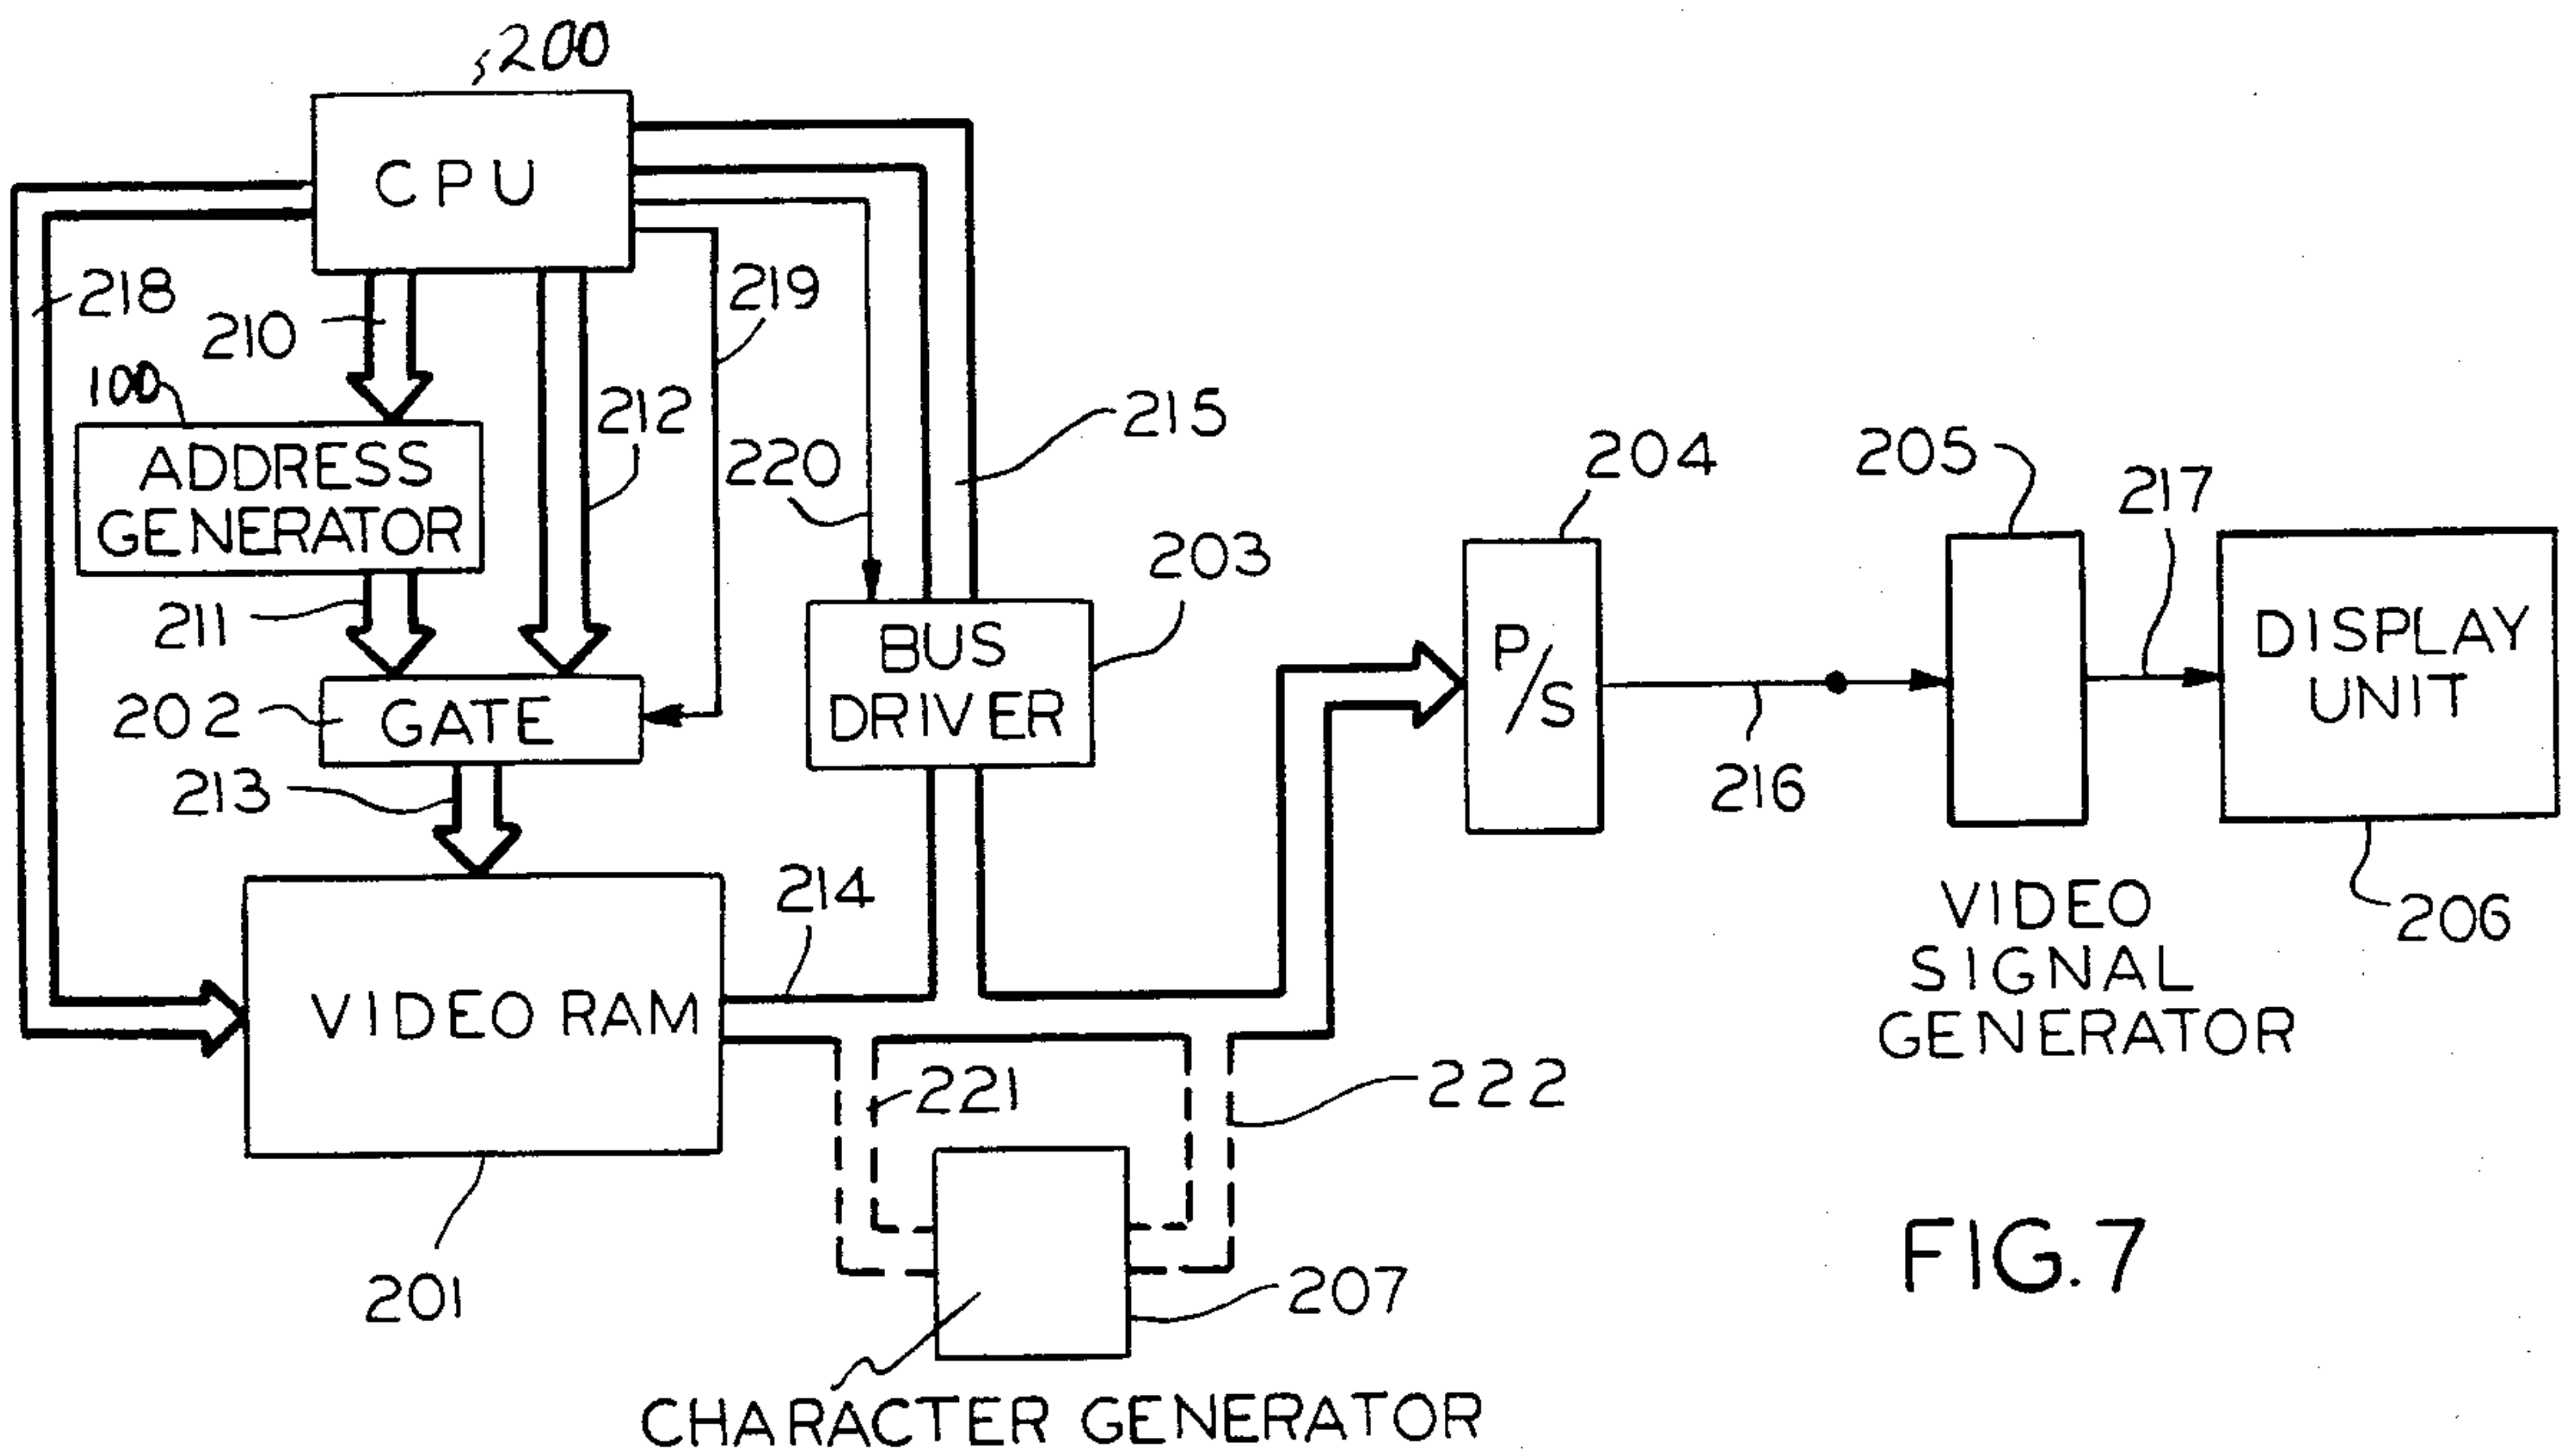 200
CPU
218
210
219
100
212
215
ADDRESS
GENERATOR
220
204
205
217
211
203
BUS
DRIVER
P/S
DISPLAY
UNIT
202
GATE
213
216
214
206
VIDEO
SIGNAL
GENERATOR
VIDEO RAM
221
222
201
207
FIG. 7
CHARACTER GENERATOR